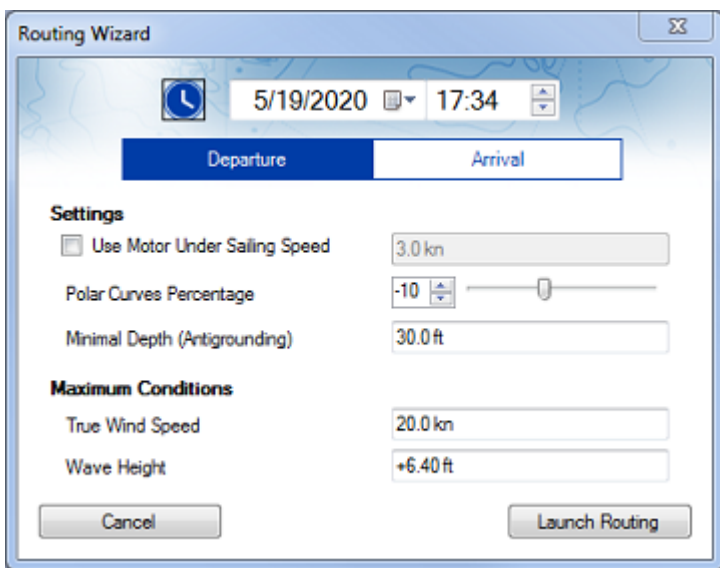 Routing Wizard
5/19/2020 17:34
Departure Arrival
Settings
Use Motor Under Sailing Speed 3.0 kn
Polar Curves Percentage -10
Minimal Depth (Antigrounding) 30.0 ft
Maximum Conditions
True Wind Speed 20.0 kn
Wave Height +6.40 ft
Cancel Launch Routing